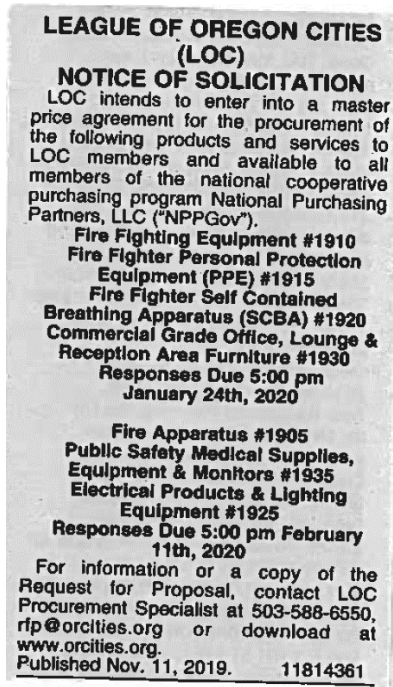 LEAGUE OF OREGON CITIES
(LOC)
NOTICE OF SOLICITATION
LOC intends to enter into a master
price agreement for the procurement of
the following products and services to
LOC members and available to all
members of the national cooperative
purchasing program National Purchasing
Partners, LLC ("NPPGov").
Fire Fighting Equipment #1910
Fire Fighter Personal Protection
Equipment (PPE) #1915
Fire Fighter Self Contained
Breathing Apparatus (SCBA) #1920
Commercial Grade Office, Lounge &
Reception Area Furniture #1930
Responses Due 5:00 pm
January 24th, 2020
Fire Apparatus #1905
Public Safety Medical Supplies,
Equipment & Monitors #1935
Electrical Products & Lighting
Equipment #1925
Responses Due 5:00 pm February
11th, 2020
For information or a copy of the
Request for Proposal, contact LOC
Procurement Specialist at 503-588-6550,
rfp@orcities.org or download at
www.orcities.org.
Published Nov. 11, 2019. 11814361